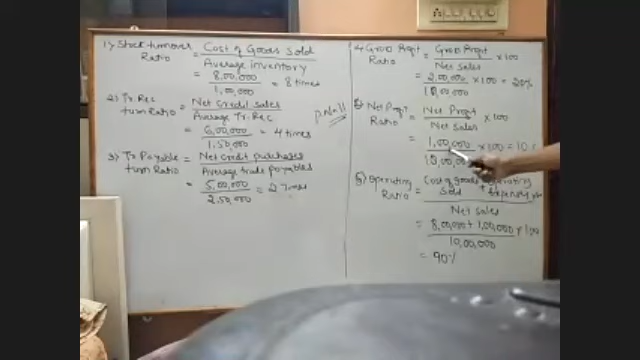 1) Stock turnover Ratio = Cost of Goods Sold / Average inventory
= 8,00,000 / 1,00,000 = 8 times
2) Tr. Rec turn Ratio = Net credit sales / Average Tr. Rec
= 6,00,000 / 1,50,000 = 4 times
3) Tr Payable turn Ratio = Net credit purchases / Average trade payables
= 5,00,000 / 2,50,000 = 2 times
4. Gross Profit Ratio = Gross Profit / Net Sales × 100
= 2,00,000 / 10,00,000 × 100 = 20%
5) Net Profit Ratio = Net Profit / Net Sales × 100
= 1,00,000 / 10,00,000 × 100 = 10
6) Operating Ratio = Cost of goods sold + Operating / Net sales
= 8,00,000 + 1,00,000 / 10,00,000 × 100
= 90%